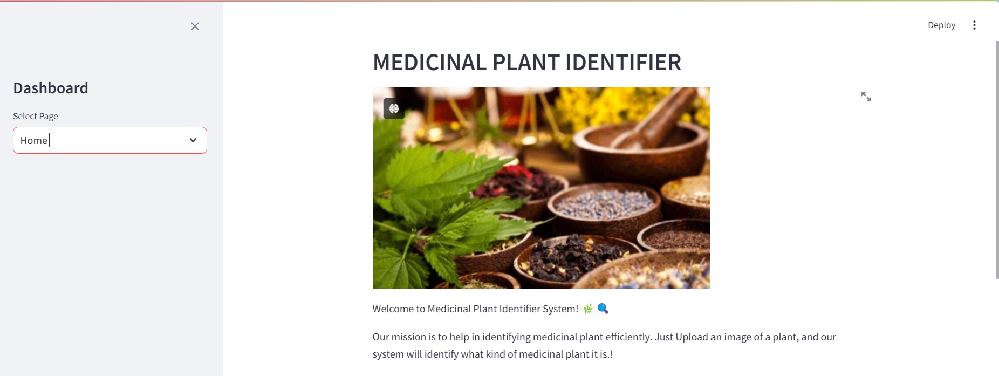 Deploy
Dashboard
Select Page
Home
MEDICINAL PLANT IDENTIFIER
Welcome to Medicinal Plant Identifier System! 🌿 🔍
Our mission is to help in identifying medicinal plant efficiently. Just Upload an image of a plant, and our
system will identify what kind of medicinal plant it is.!